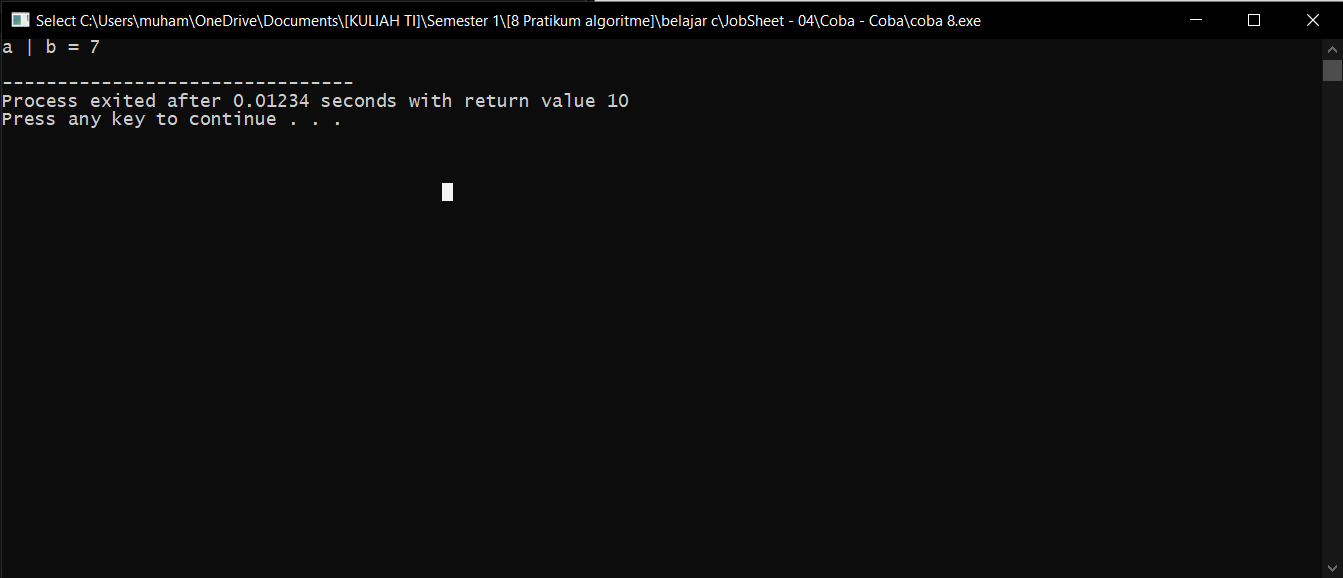 Select C:\Users\muham\OneDrive\Documents\[KULIAH TI]\Semester 1\[8 Pratikum algoritme]\belajar c\JobSheet - 04\Coba - Coba\coba 8.exe
a | b = 7
--------------------------------
Process exited after 0.01234 seconds with return value 10
Press any key to continue . . .